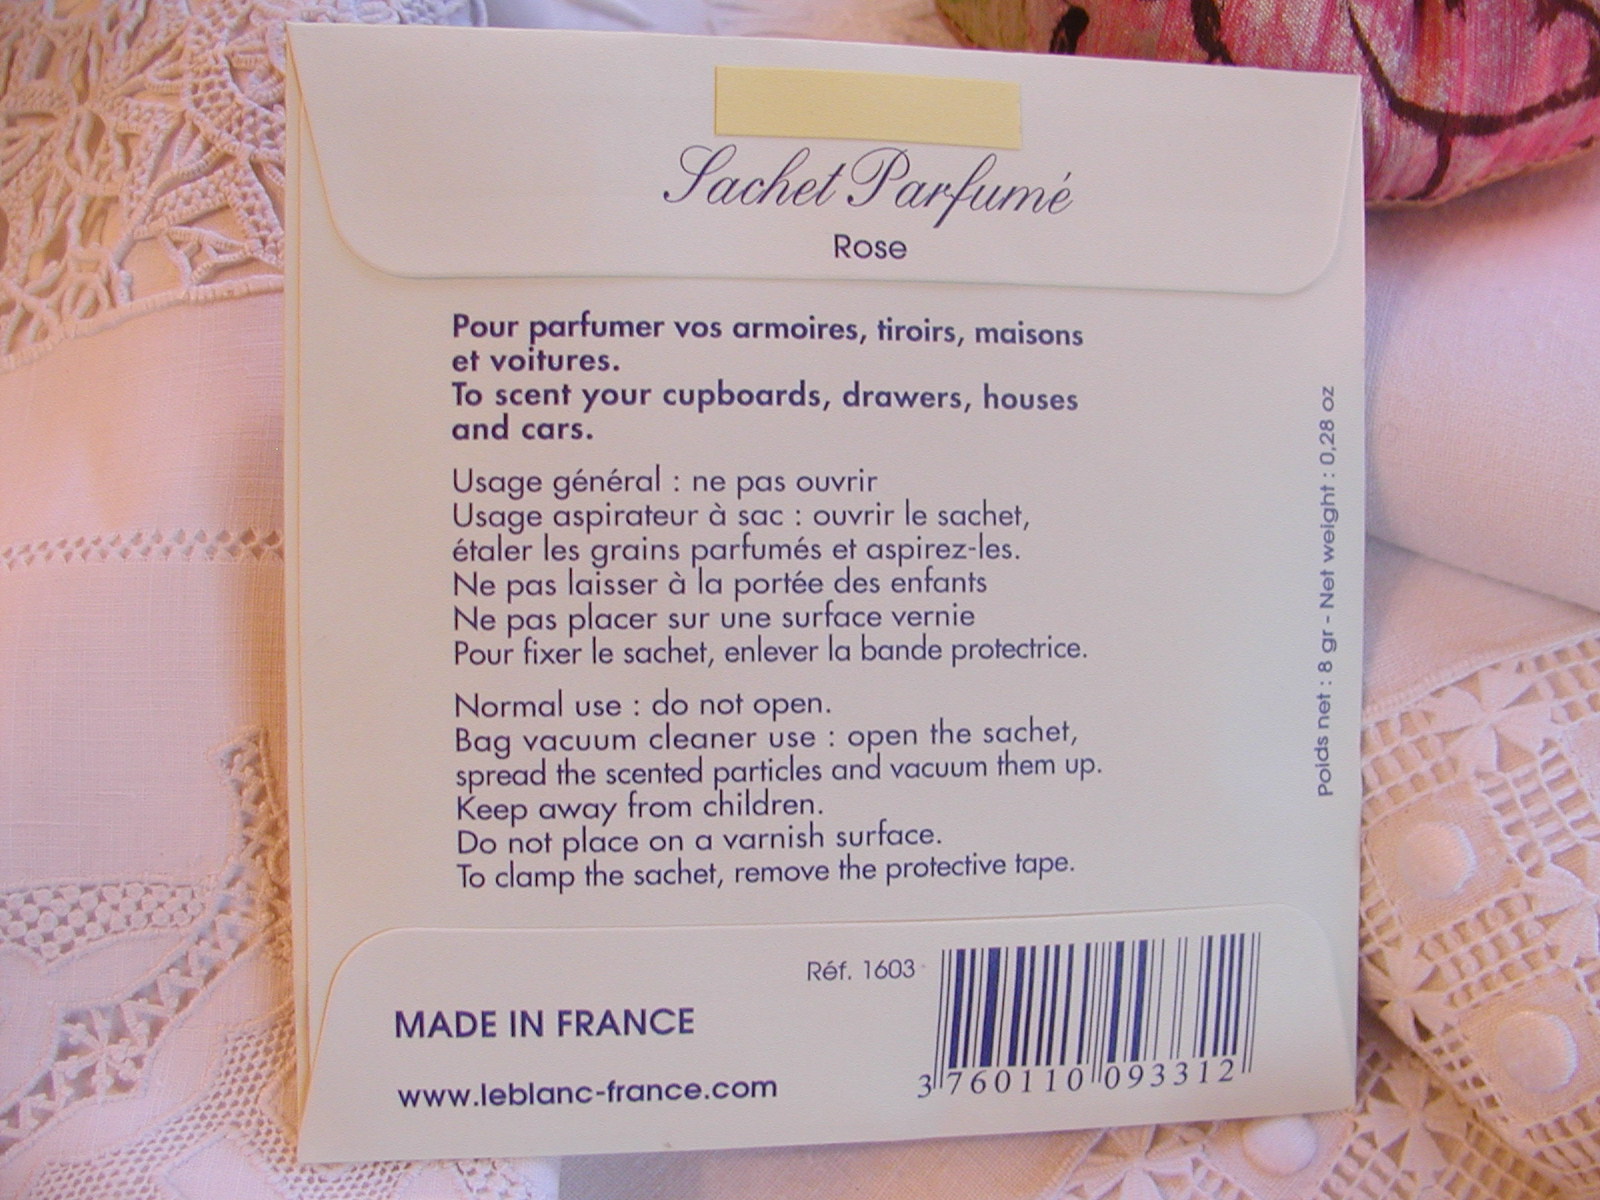 Sachet Parfumé
Rose
Pour parfumer vos armoires, tiroirs, maisons
et voitures.
To scent your cupboards, drawers, houses
and cars.
Usage général : ne pas ouvrir
Usage aspirateur à sac : ouvrir le sachet,
étaler les grains parfumés et aspirez-les.
Ne pas laisser à la portée des enfants
Ne pas placer sur une surface vernie
Pour fixer le sachet, enlever la bande protectrice.
Normal use : do not open.
Bag vacuum cleaner use : open the sachet,
spread the scented particles and vacuum them up.
Keep away from children.
Do not place on a varnish surface.
To clamp the sachet, remove the protective tape.
Poids net : 8 gr - Net weight : 0,28 oz
Réf. 1603
MADE IN FRANCE
www.leblanc-france.com
3 760110 093312